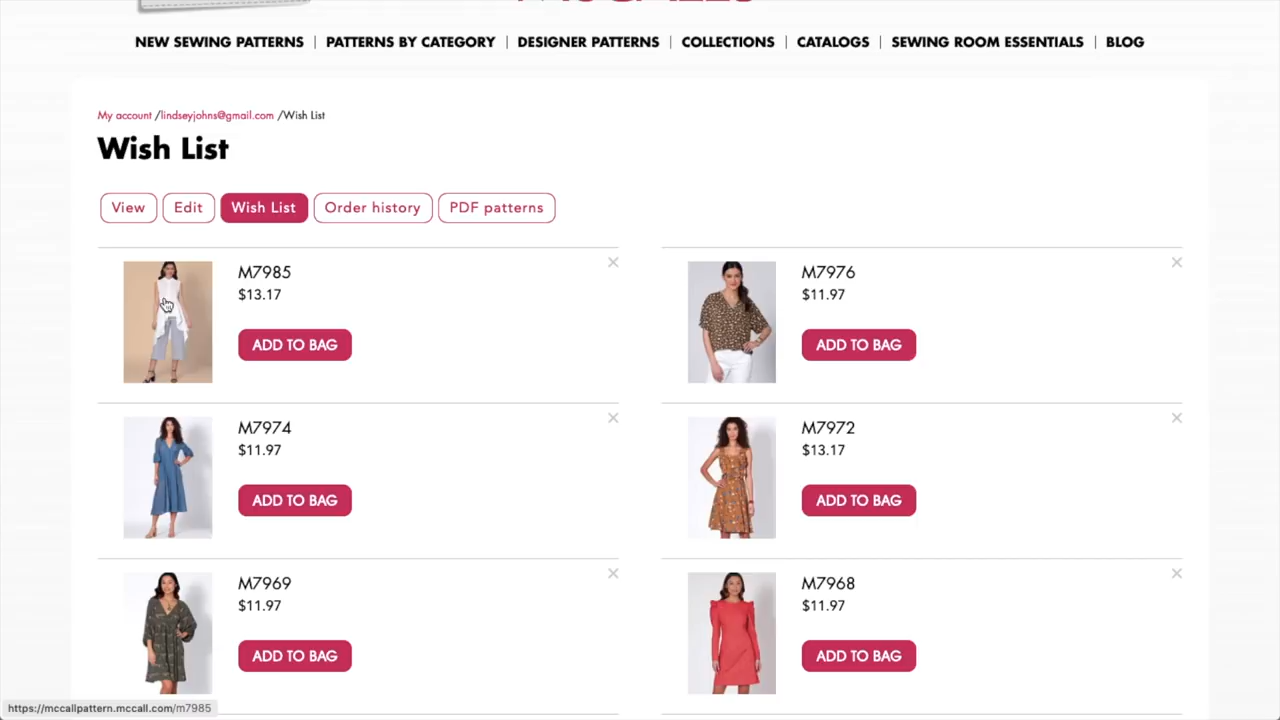 NEW SEWING PATTERNS | PATTERNS BY CATEGORY | DESIGNER PATTERNS | COLLECTIONS | CATALOGS | SEWING ROOM ESSENTIALS | BLOG
My account /lindseyjohns@gmail.com /Wish List
Wish List
View Edit Wish List Order history PDF patterns
M7985
$13.17
ADD TO BAG
M7976
$11.97
ADD TO BAG
M7974
$11.97
ADD TO BAG
M7972
$13.17
ADD TO BAG
M7969
$11.97
ADD TO BAG
M7968
$11.97
ADD TO BAG
https://mccallpattern.mccall.com/m7985